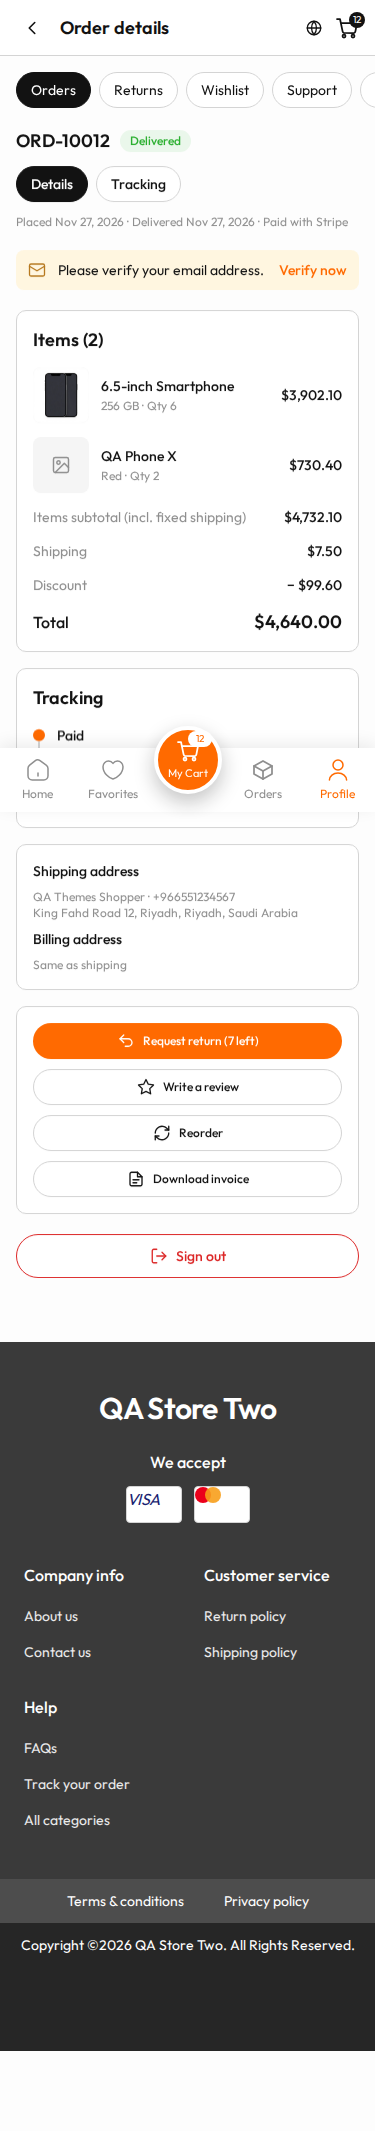 Order details
12
Orders
Returns
Wishlist
Support
ORD-10012
Delivered
Details
Tracking
Placed Nov 27, 2026 · Delivered Nov 27, 2026 · Paid with Stripe
Please verify your email address.
Verify now
Items (2)
6.5-inch Smartphone
256 GB · Qty 6
$3,902.10
QA Phone X
Red · Qty 2
$730.40
Items subtotal (incl. fixed shipping)
$4,732.10
Shipping
$7.50
Discount
− $99.60
Total
$4,640.00
Tracking
Paid
12
My Cart
Home
Favorites
Orders
Profile
Shipping address
QA Themes Shopper · +966551234567
King Fahd Road 12, Riyadh, Riyadh, Saudi Arabia
Billing address
Same as shipping
Request return (7 left)
Write a review
Reorder
Download invoice
Sign out
QA Store Two
We accept
VISA
Company info
Customer service
About us
Return policy
Contact us
Shipping policy
Help
FAQs
Track your order
All categories
Terms & conditions
Privacy policy
Copyright ©2026 QA Store Two. All Rights Reserved.